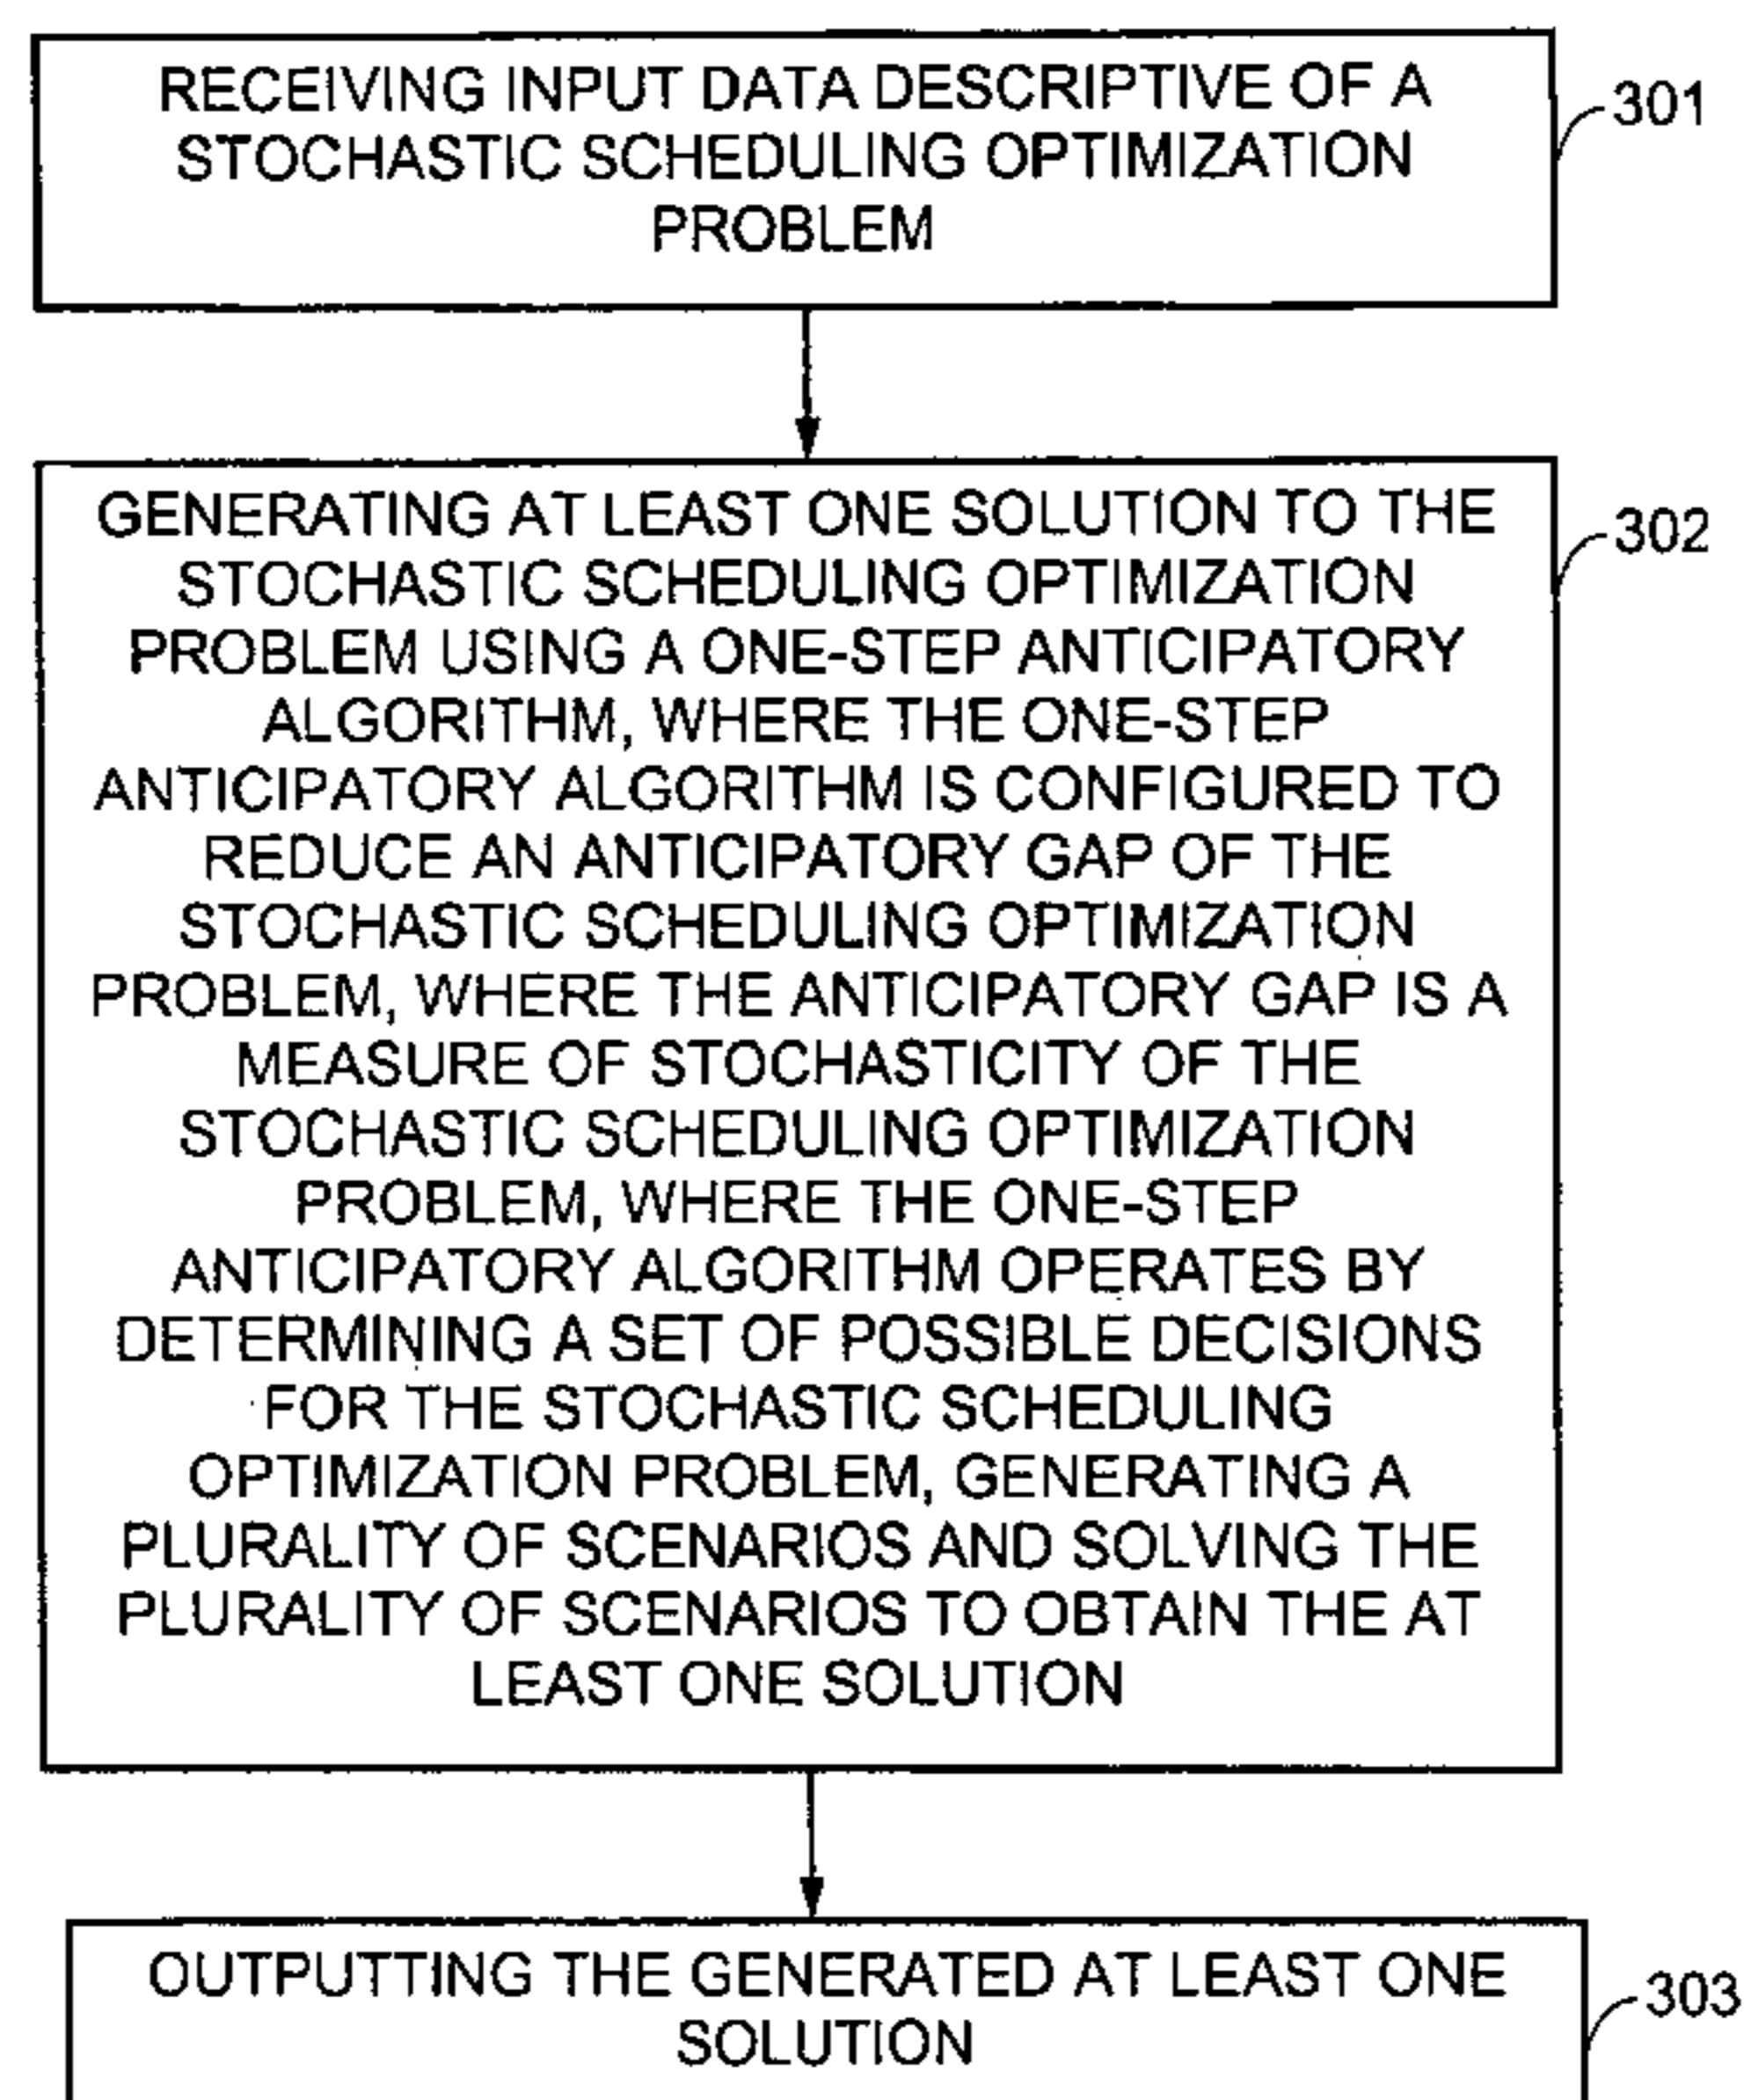 RECEIVING INPUT DATA DESCRIPTIVE OF A
STOCHASTIC SCHEDULING OPTIMIZATION
PROBLEM
301
GENERATING AT LEAST ONE SOLUTION TO THE
STOCHASTIC SCHEDULING OPTIMIZATION
PROBLEM USING A ONE-STEP ANTICIPATORY
ALGORITHM, WHERE THE ONE-STEP
ANTICIPATORY ALGORITHM IS CONFIGURED TO
REDUCE AN ANTICIPATORY GAP OF THE
STOCHASTIC SCHEDULING OPTIMIZATION
PROBLEM, WHERE THE ANTICIPATORY GAP IS A
MEASURE OF STOCHASTICITY OF THE
STOCHASTIC SCHEDULING OPTIMIZATION
PROBLEM, WHERE THE ONE-STEP
ANTICIPATORY ALGORITHM OPERATES BY
DETERMINING A SET OF POSSIBLE DECISIONS
FOR THE STOCHASTIC SCHEDULING
OPTIMIZATION PROBLEM, GENERATING A
PLURALITY OF SCENARIOS AND SOLVING THE
PLURALITY OF SCENARIOS TO OBTAIN THE AT
LEAST ONE SOLUTION
302
OUTPUTTING THE GENERATED AT LEAST ONE
SOLUTION
303